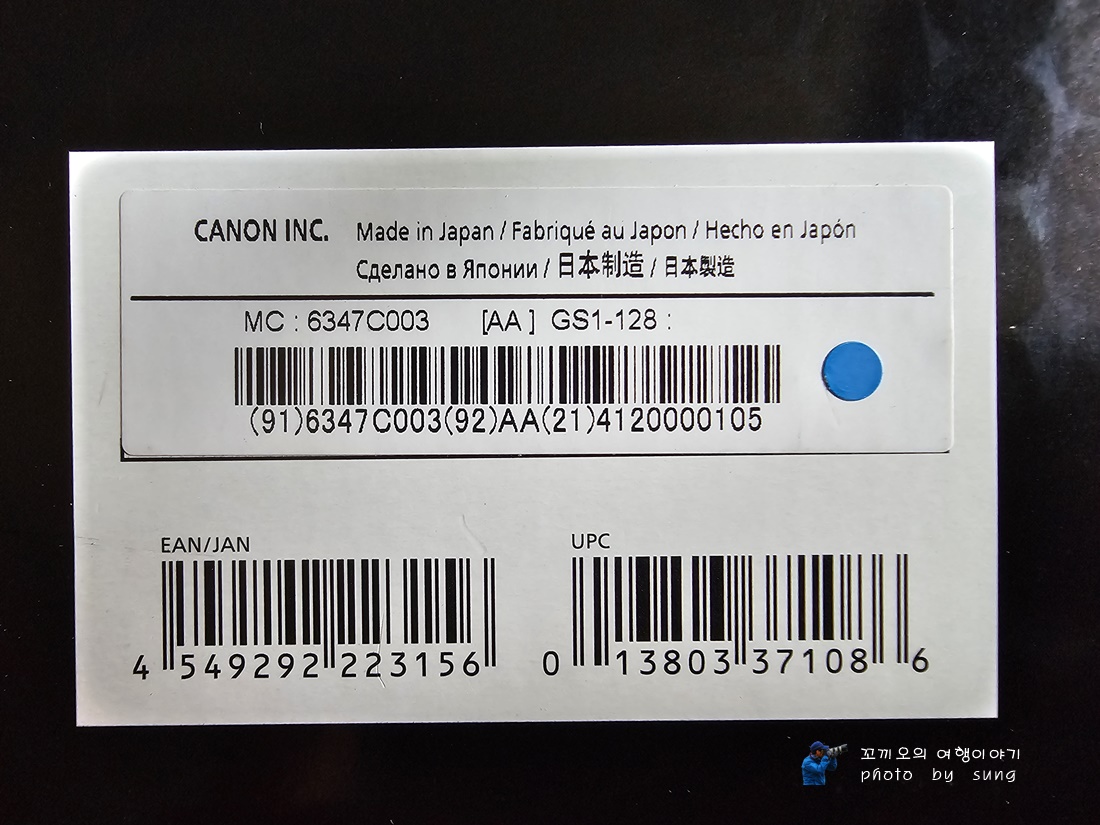 CANON INC. Made in Japan / Fabriqué au Japon / Hecho en Japón
Сделано в Японии / 日本制造 / 日本製造
MC : 6347C003 [AA ] GS1-128 :
(91)6347C003(92)AA(21)4120000105
EAN/JAN
4 549292 223156
UPC
0 13803 37108 6
꼬끼오의 여행이야기
photo by sung